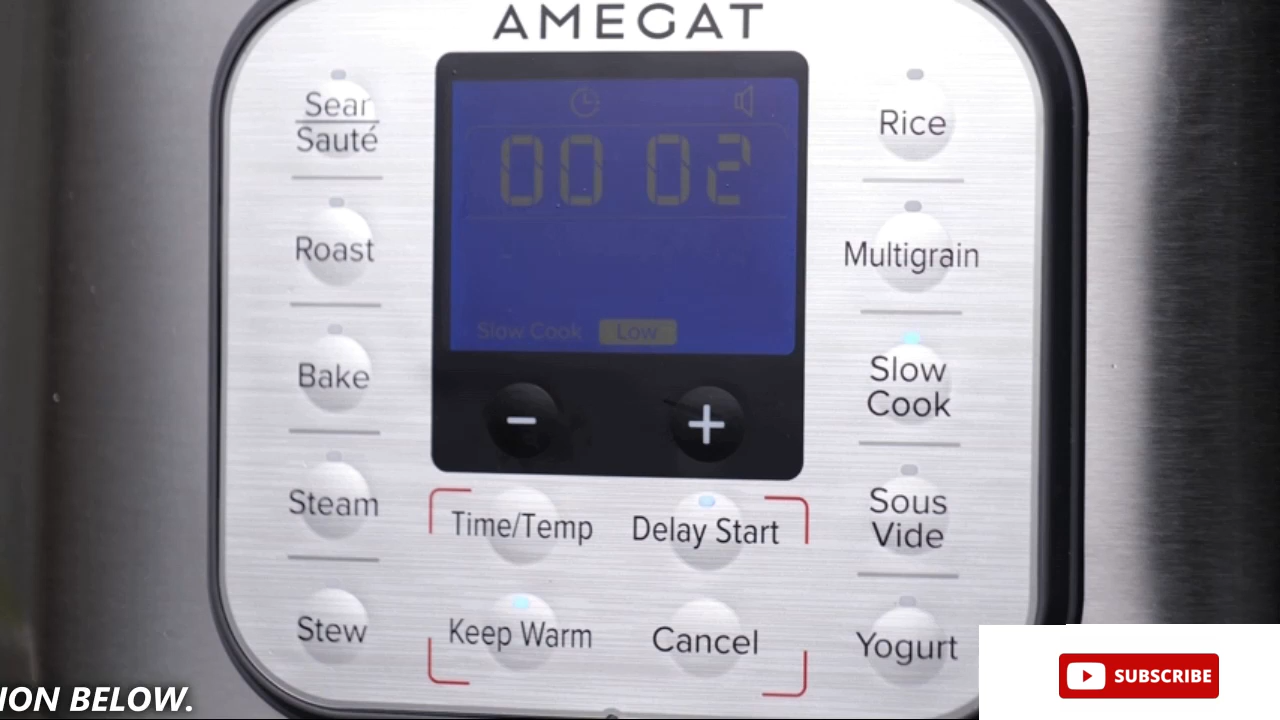 AMEGAT
Sear
Sauté
Roast
Bake
Steam
Stew
00 02
Slow Cook Low
- +
Time/Temp Delay Start
Keep Warm Cancel
Rice
Multigrain
Slow
Cook
Sous
Vide
Yogurt
ION BELOW.
SUBSCRIBE